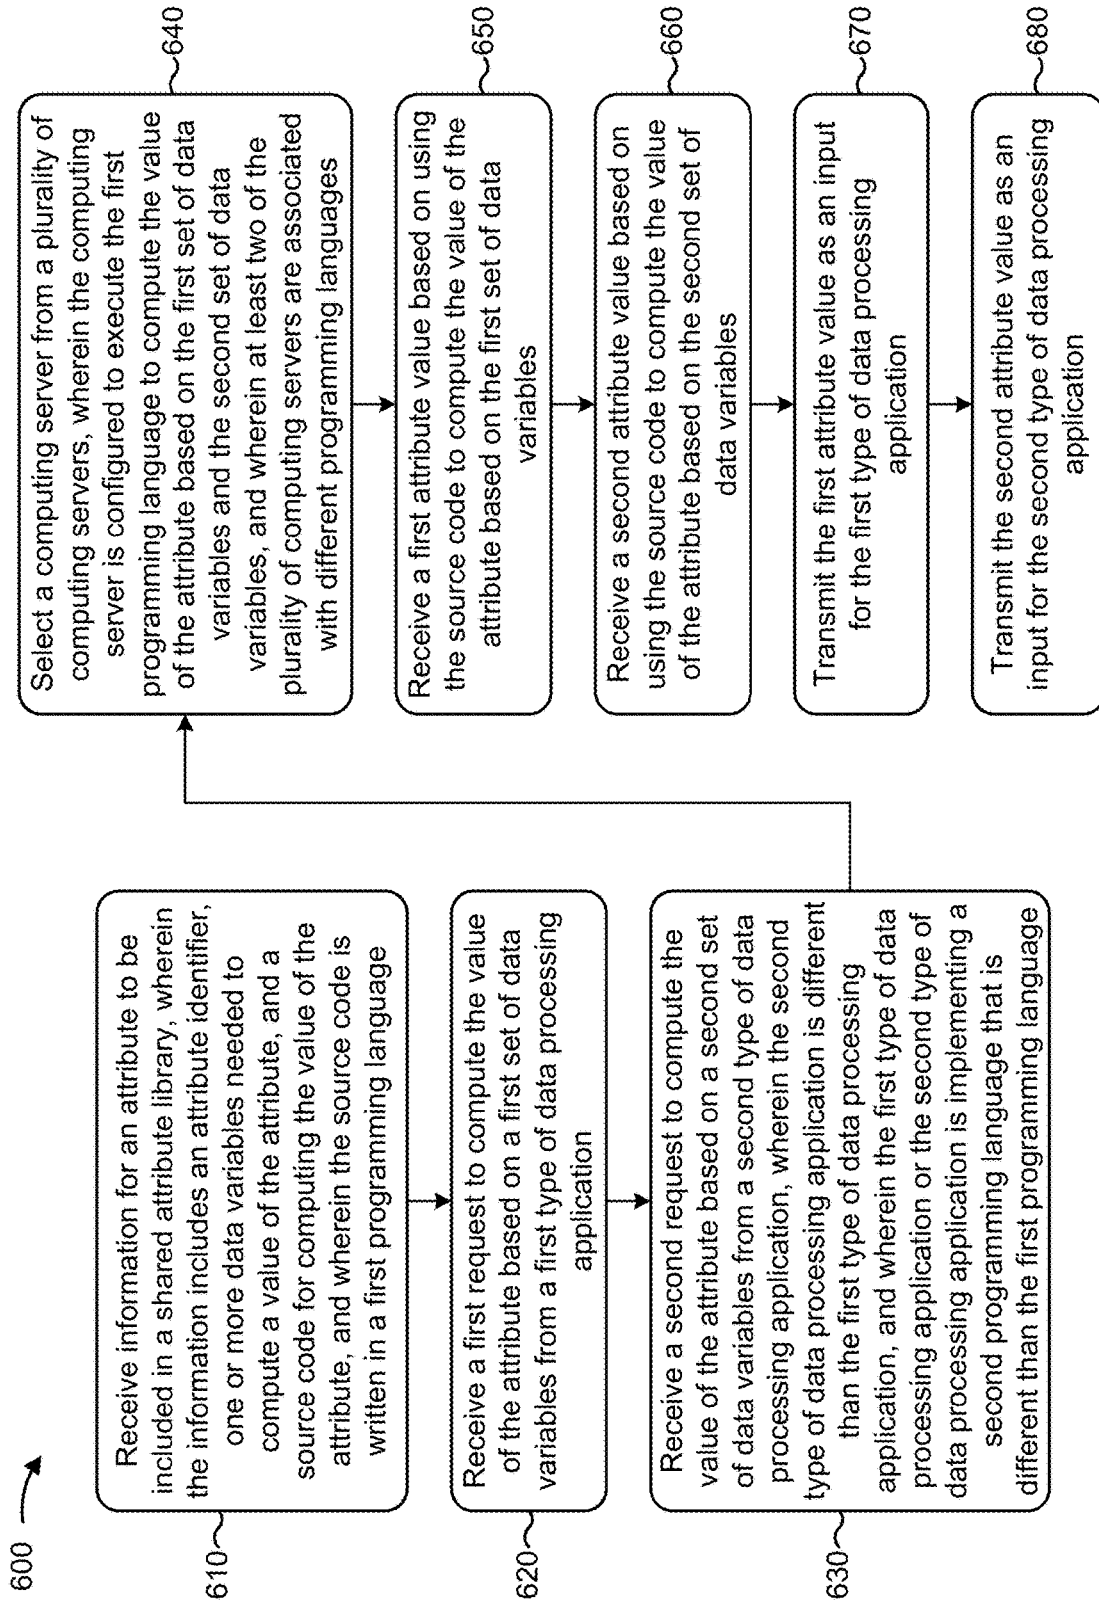 600
610
Receive information for an attribute to be
included in a shared attribute library, wherein
the information includes an attribute identifier,
one or more data variables needed to
compute a value of the attribute, and a
source code for computing the value of the
attribute, and wherein the source code is
written in a first programming language
620
Receive a first request to compute the value
of the attribute based on a first set of data
variables from a first type of data processing
application
630
Receive a second request to compute the
value of the attribute based on a second set
of data variables from a second type of data
processing application, wherein the second
type of data processing application is different
than the first type of data processing
application, and wherein the first type of data
processing application or the second type of
data processing application is implementing a
second programming language that is
different than the first programming language
Select a computing server from a plurality of
computing servers, wherein the computing
server is configured to execute the first
programming language to compute the value
of the attribute based on the first set of data
variables and the second set of data
variables, and wherein at least two of the
plurality of computing servers are associated
with different programming languages
640
Receive a first attribute value based on using
the source code to compute the value of the
attribute based on the first set of data
variables
650
Receive a second attribute value based on
using the source code to compute the value
of the attribute based on the second set of
data variables
660
Transmit the first attribute value as an input
for the first type of data processing
application
670
Transmit the second attribute value as an
input for the second type of data processing
application
680